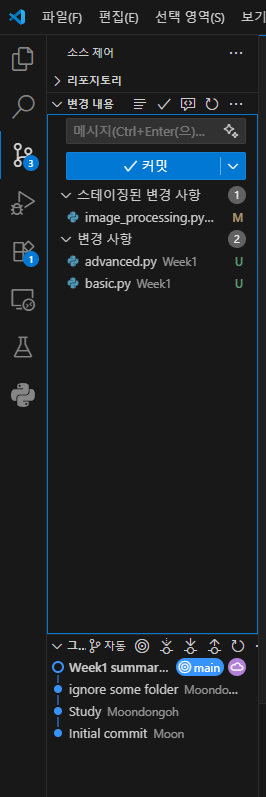 파일(F) 편집(E) 선택 영역(S) 보기
소스 제어
리포지토리
변경 내용
메시지(Ctrl+Enter(으)...
커밋
스테이징된 변경 사항 1
image_processing.py... M
변경 사항 2
advanced.py Week1 U
basic.py Week1 U
3
1
그... 자동
Week1 summar... main
ignore some folder Moondo...
Study Moondongoh
Initial commit Moon